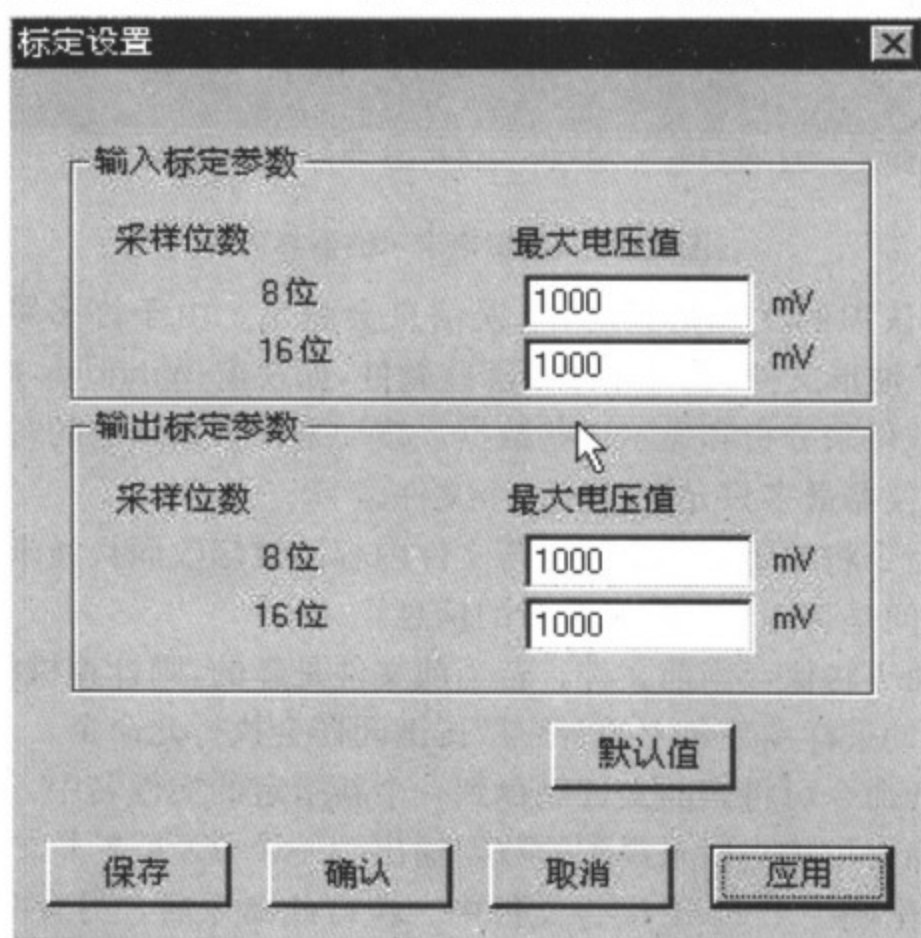 标定设置
输入标定参数
采样位数 最大电压值
8位 1000 mV
16位 1000 mV
输出标定参数
采样位数 最大电压值
8位 1000 mV
16位 1000 mV
默认值
保存 确认 取消 应用